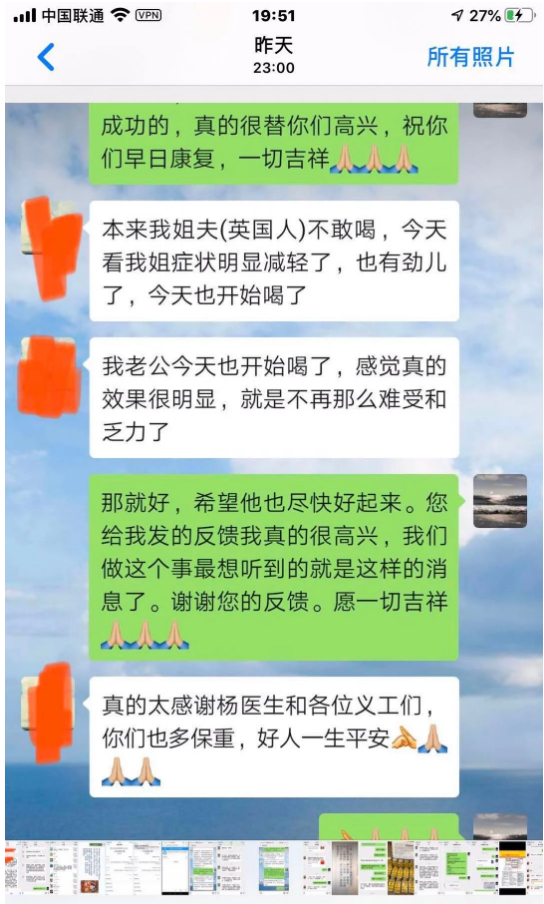 中国联通 VPN
19:51
27%
昨天
23:00
所有照片
成功的，真的很替你们高兴，祝你
们早日康复，一切吉祥🙏🙏🙏
本来我姐夫(英国人)不敢喝，今天
看我姐症状明显减轻了，也有劲儿
了，今天也开始喝了
我老公今天也开始喝了，感觉真的
效果很明显，就是不再那么难受和
乏力了
那就好，希望他也尽快好起来。您
给我发的反馈我真的很高兴，我们
做这个事最想听到的就是这样的消
息了。谢谢您的反馈。愿一切吉祥
🙏🙏🙏
真的太感谢杨医生和各位义工们，
你们也多保重，好人一生平安🙏
🙏🙏